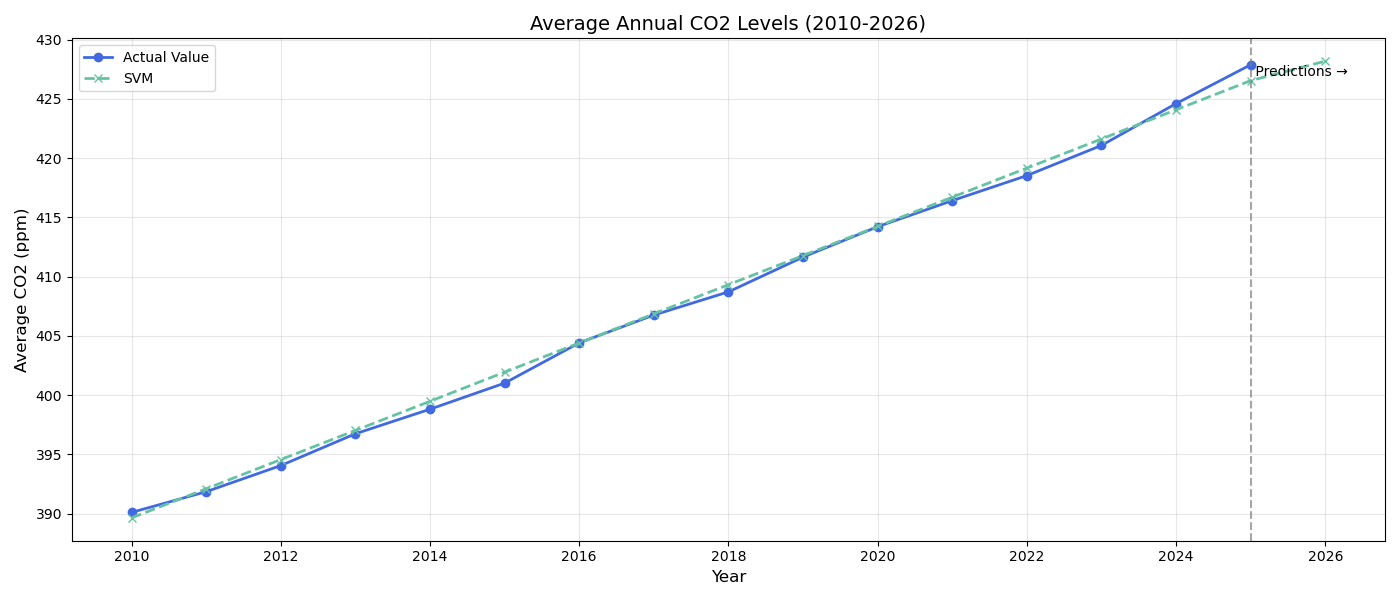 Average Annual CO2 Levels (2010-2026)
Actual Value
SVM
Predictions →
430
425
420
415
410
405
400
395
390
Average CO2 (ppm)
2010 2012 2014 2016 2018 2020 2022 2024 2026
Year